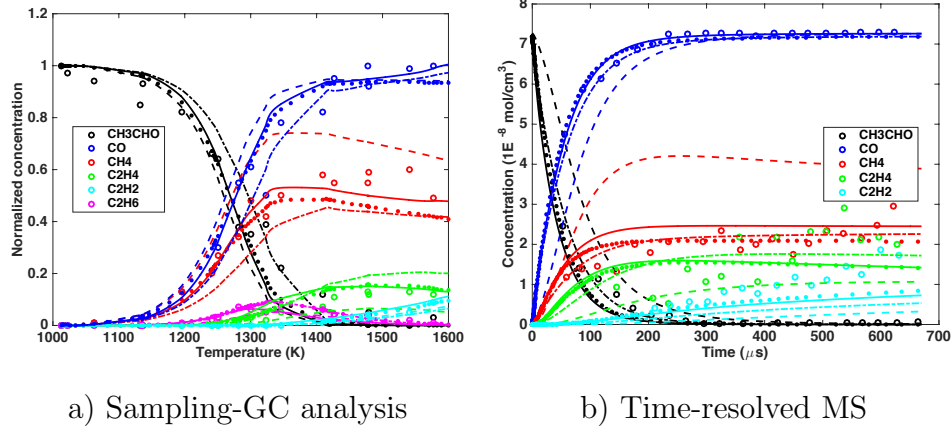 a)
Normalized concentration
1.2
1
0.8
0.6
0.4
0.2
0
1000 1100 1200 1300 1400 1500 1600
Temperature (K)
CH3CHO
CO
CH4
C2H4
C2H2
C2H6
b)
Concentration (1E⁻⁸ mol/cm3)
8
7
6
5
4
3
2
1
0
0 100 200 300 400 500 600 700
Time (μs)
CH3CHO
CO
CH4
C2H4
C2H2
a) Sampling-GC analysis
b) Time-resolved MS